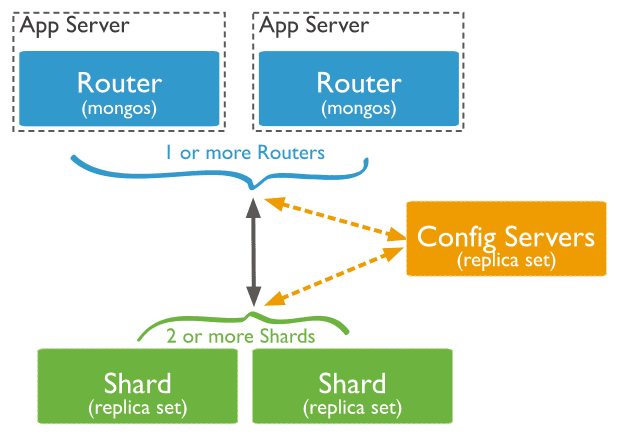 App Server
App Server
Router
(mongos)
Router
(mongos)
1 or more Routers
Config Servers
(replica set)
2 or more Shards
Shard
(replica set)
Shard
(replica set)